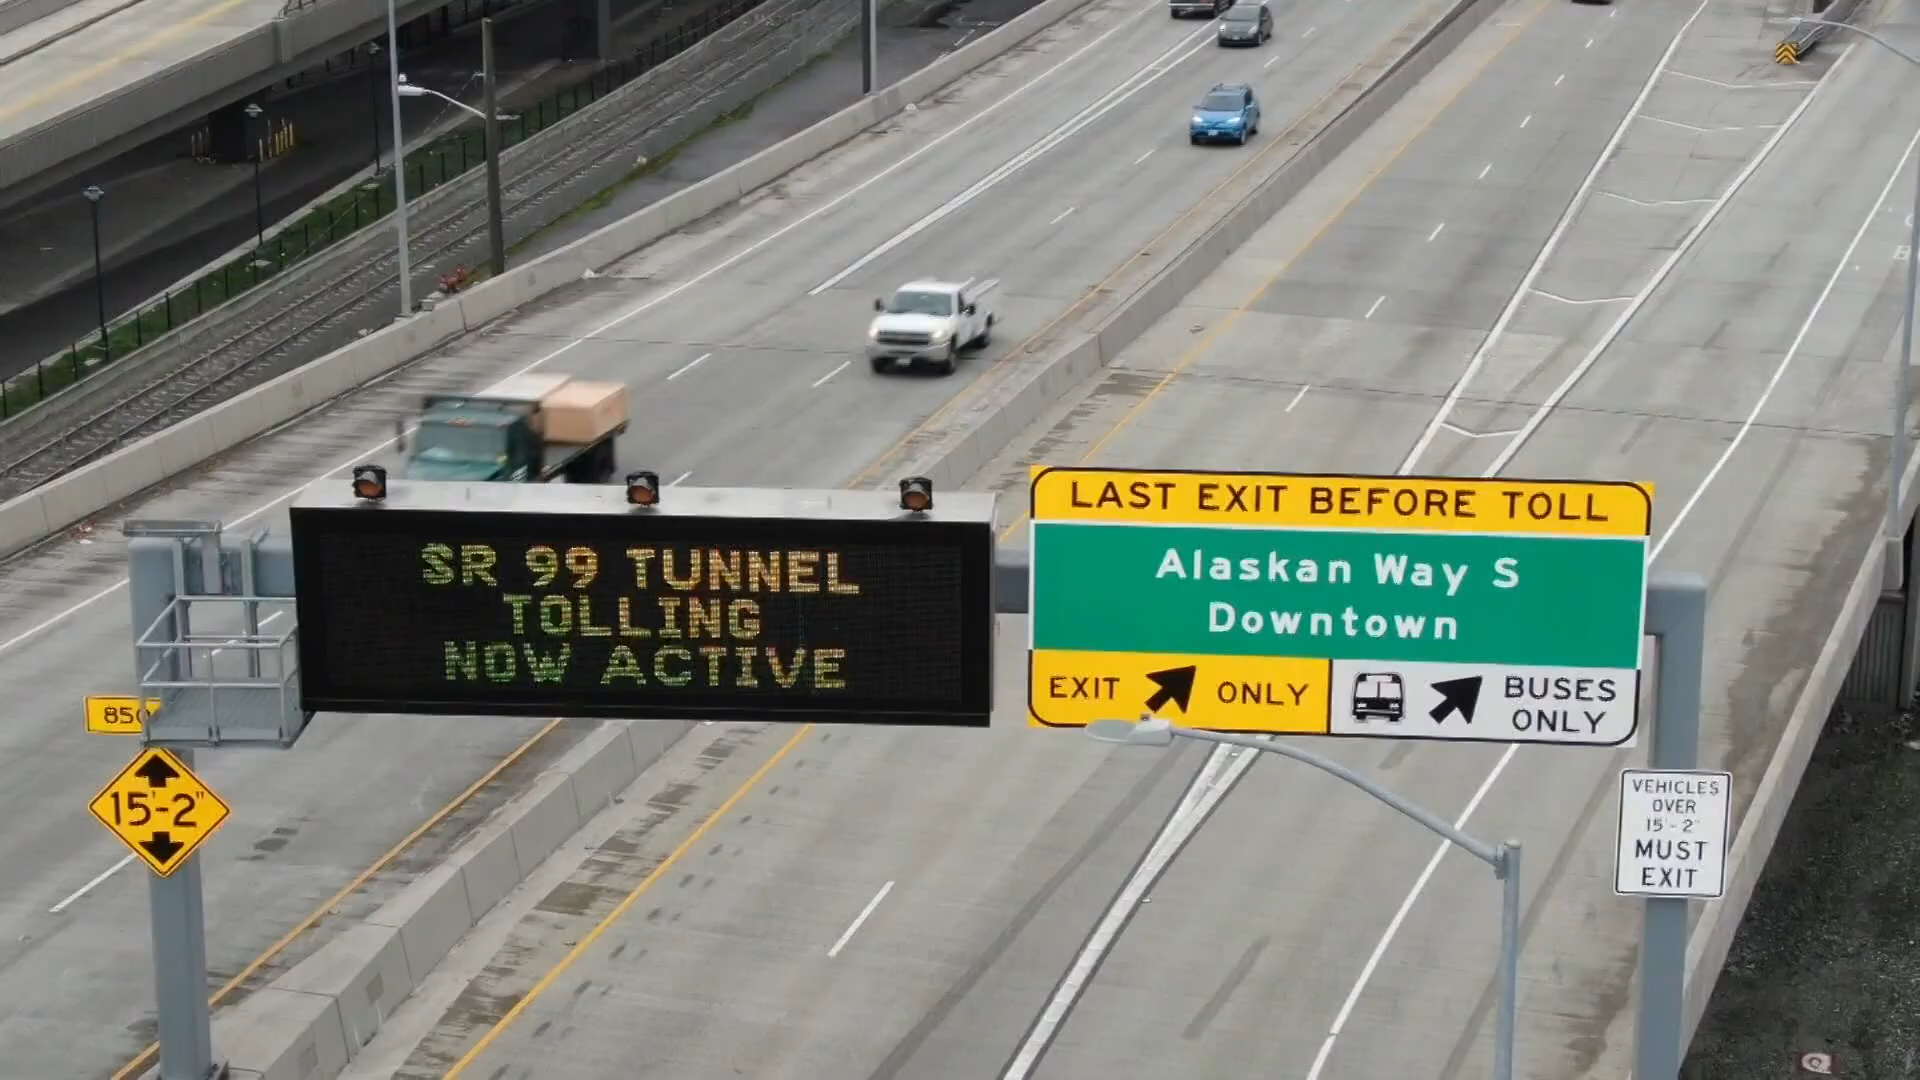 SR 99 TUNNEL
TOLLING
NOW ACTIVE
LAST EXIT BEFORE TOLL
Alaskan Way S
Downtown
EXIT ONLY
BUSES
ONLY
850
15'-2"
VEHICLES
OVER
15'-2"
MUST
EXIT